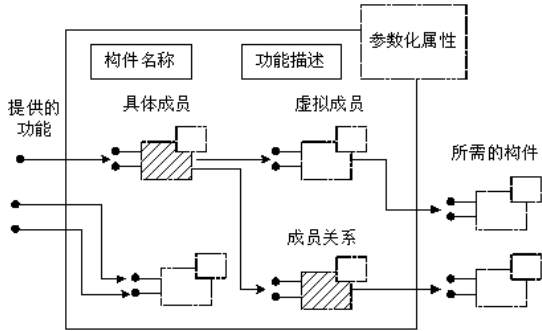 参数化属性
构件名称
功能描述
提供的
功能
具体成员
虚拟成员
所需的构件
成员关系